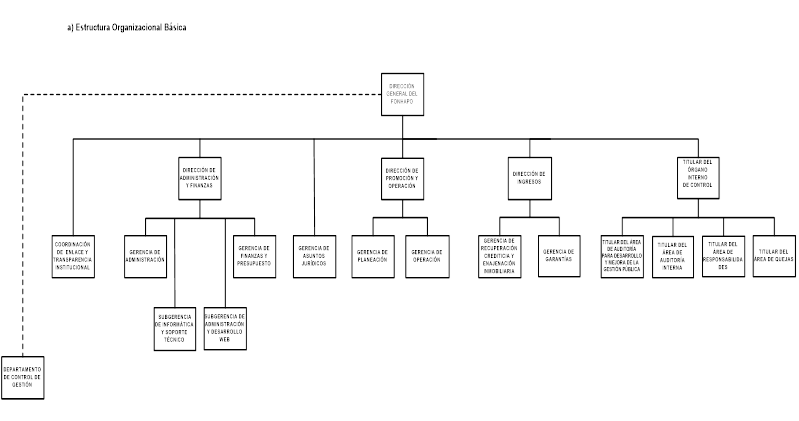 a) Estructura Organizacional Básica
DIRECCIÓN
GENERAL DEL
FONHAPO
DIRECCIÓN DE
ADMINISTRACIÓN
Y FINANZAS
DIRECCIÓN DE
PROMOCIÓN Y
OPERACIÓN
DIRECCIÓN DE
INGRESOS
TITULAR DEL
ÓRGANO
INTERNO
DE CONTROL
COORDINACIÓN
DE ENLACE Y
TRANSPARENCIA
INSTITUCIONAL
GERENCIA DE
ADMINISTRACIÓN
GERENCIA DE
FINANZAS Y
PRESUPUESTO
GERENCIA DE
ASUNTOS
JURÍDICOS
GERENCIA DE
PLANEACIÓN
GERENCIA DE
OPERACIÓN
GERENCIA DE
RECUPERACIÓN
CREDITICIA Y
ENAJENACIÓN
INMOBILIARIA
GERENCIA DE
GARANTÍAS
TITULAR DEL ÁREA
DE AUDITORÍA
PARA DESARROLLO
Y MEJORA DE LA
GESTIÓN PÚBLICA
TITULAR DEL
ÁREA DE
AUDITORÍA
INTERNA
TITULAR DEL
ÁREA DE
RESPONSABILIDA
DES
TITULAR DEL
ÁREA DE QUEJAS
SUBGERENCIA
DE INFORMÁTICA
Y SOPORTE
TÉCNICO
SUBGERENCIA DE
ADMINISTRACIÓN
Y DESARROLLO
WEB
DEPARTAMENTO
DE CONTROL DE
GESTIÓN